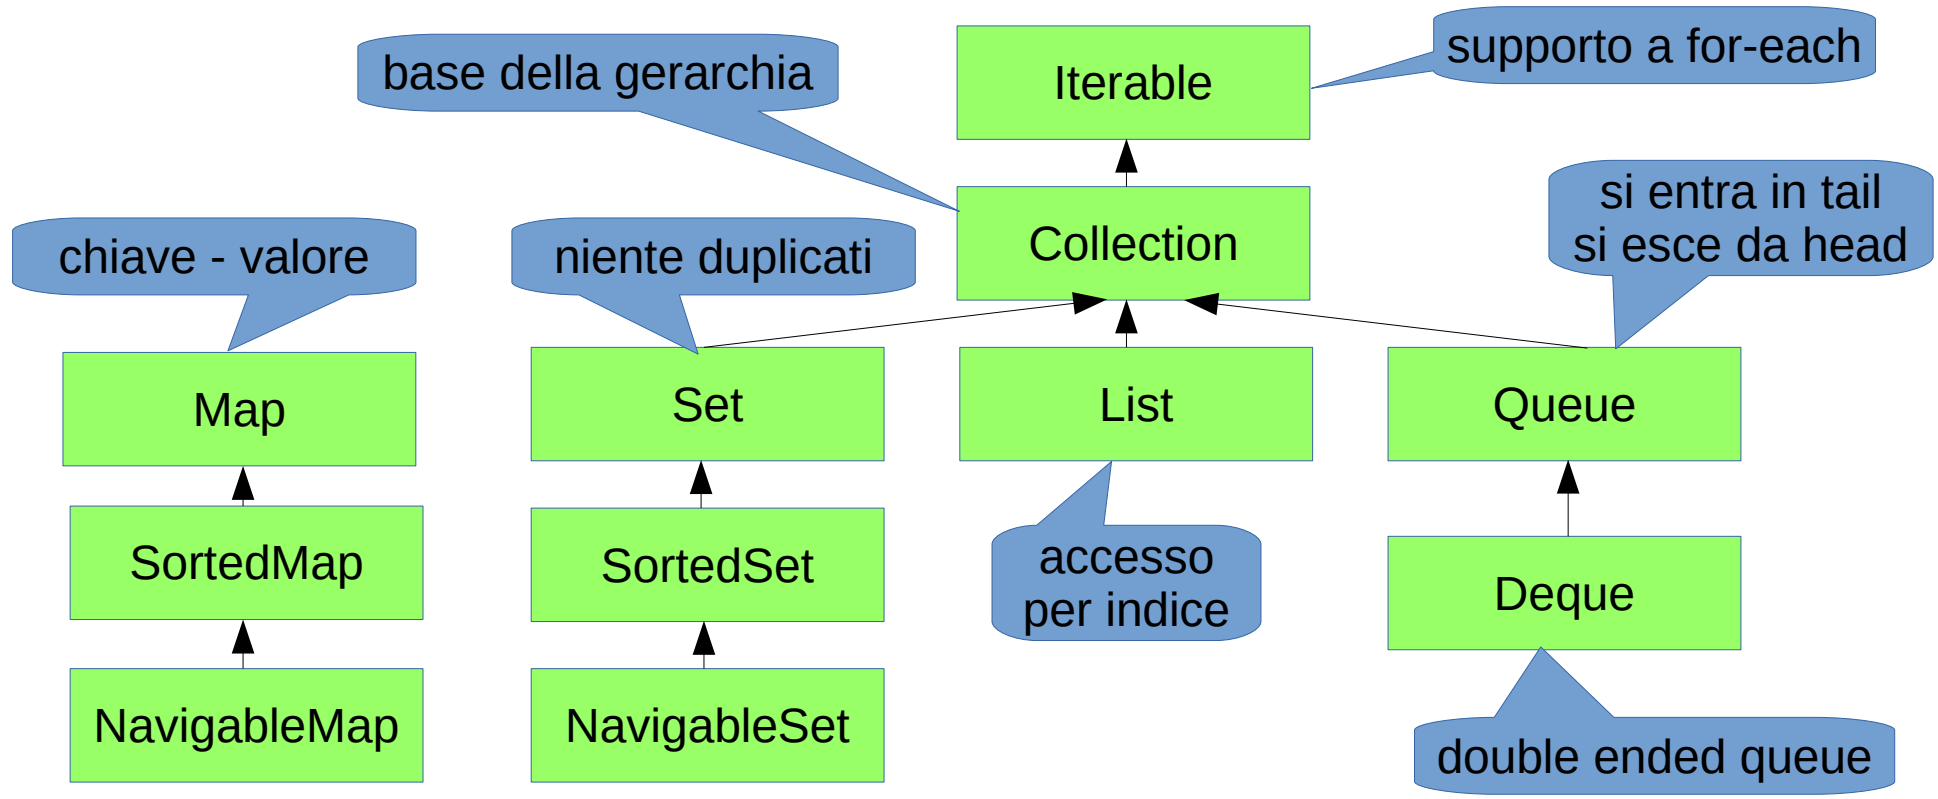 supporto a for-each
base della gerarchia
Iterable
si entra in tail
si esce da head
chiave - valore
niente duplicati
Collection
Map
Set
List
Queue
SortedMap
SortedSet
accesso
per indice
Deque
NavigableMap
NavigableSet
double ended queue